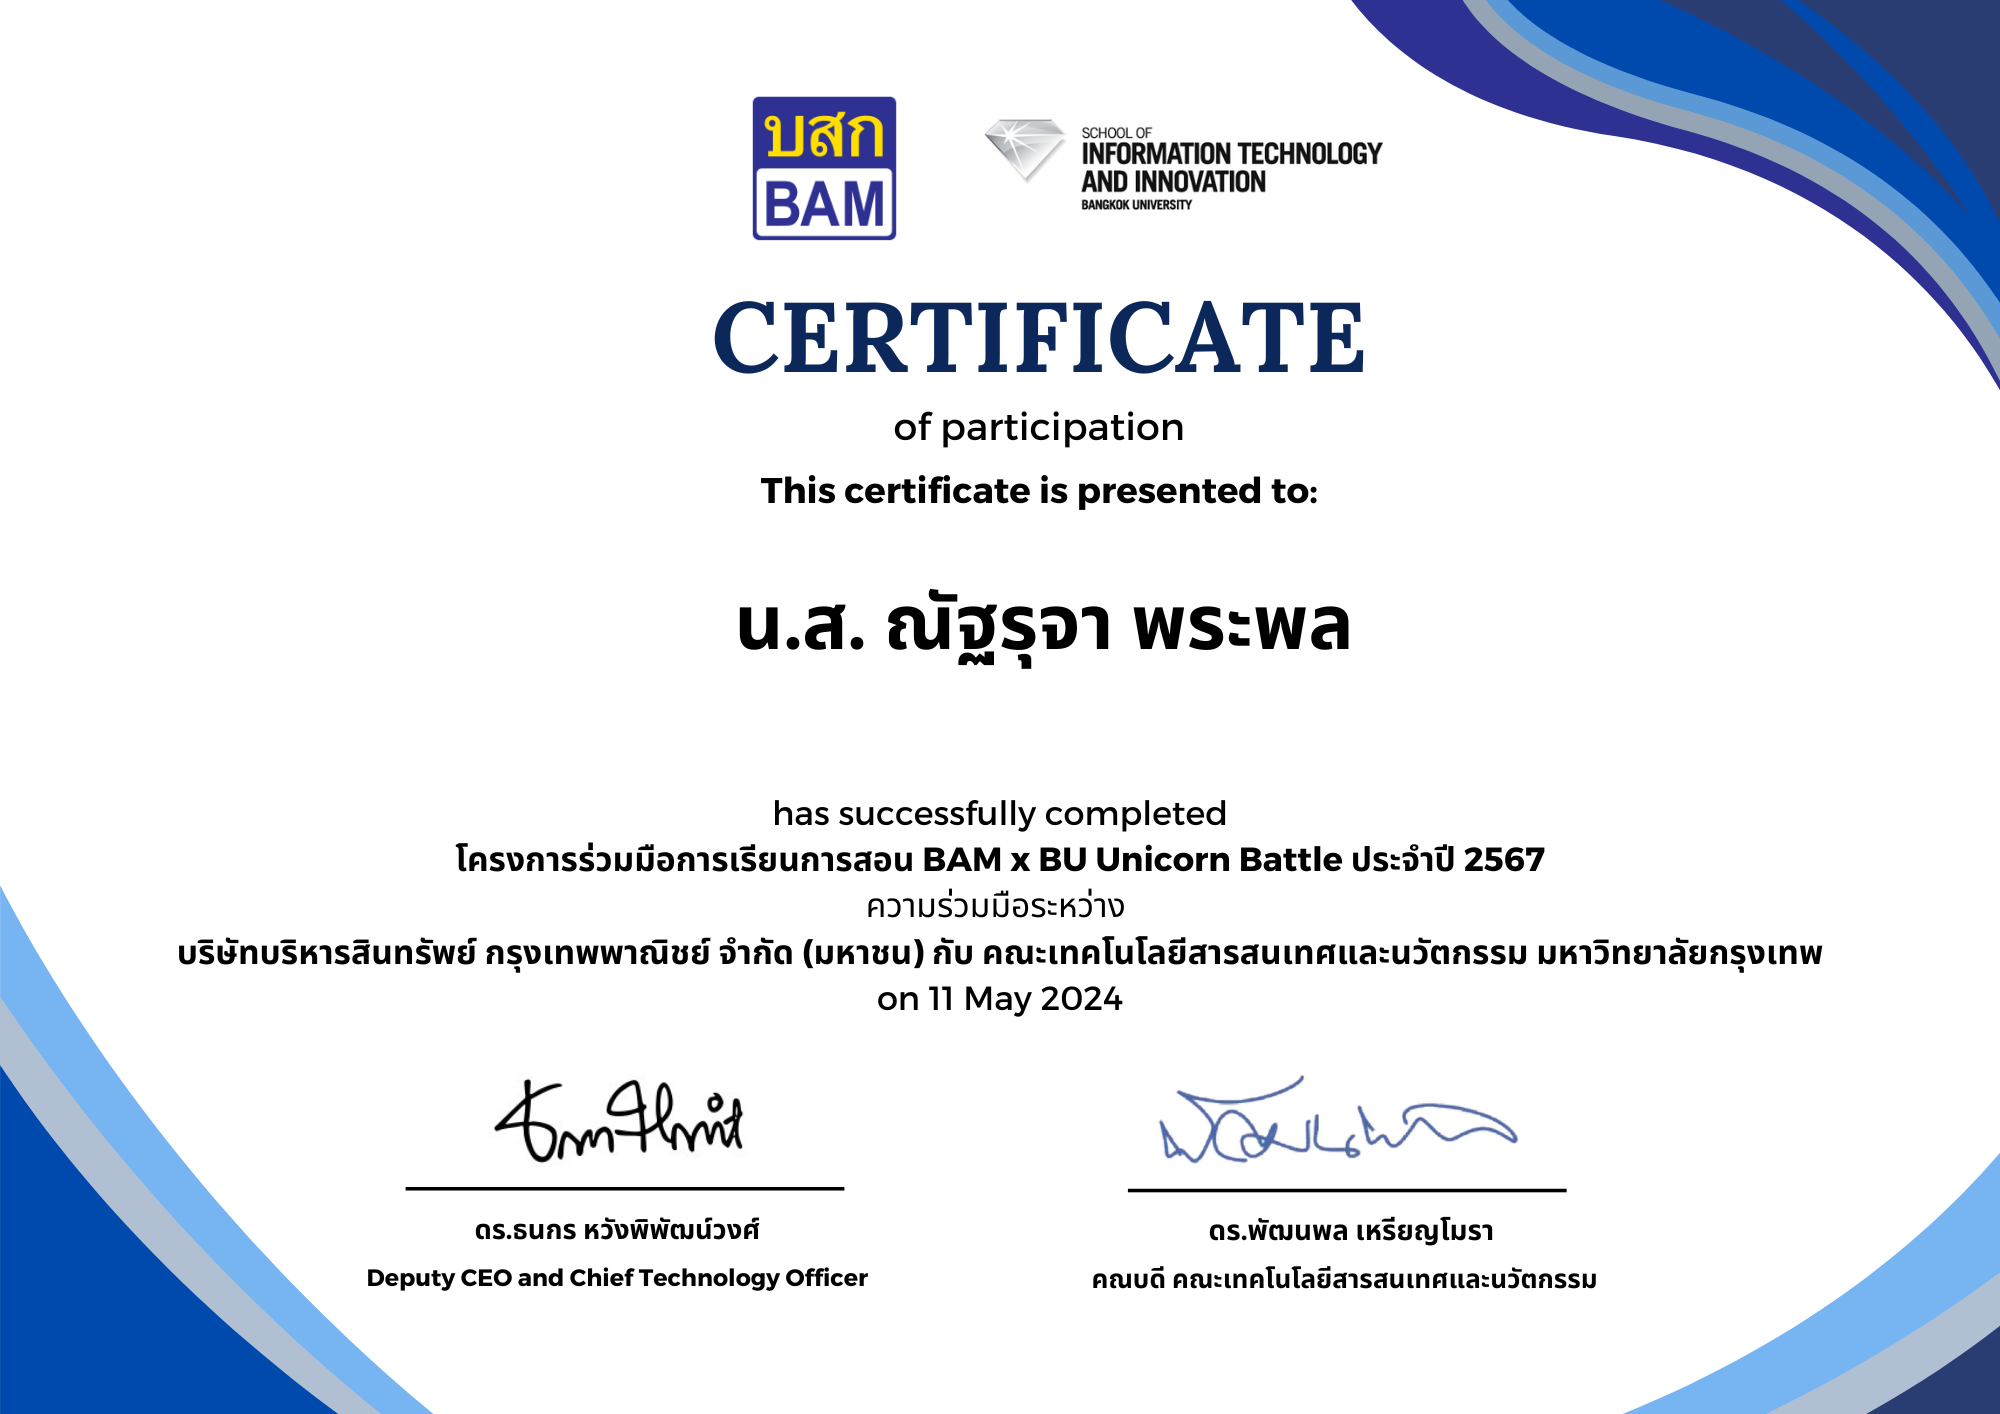 บสก
BAM
SCHOOL OF
INFORMATION TECHNOLOGY
AND INNOVATION
BANGKOK UNIVERSITY
CERTIFICATE
of participation
This certificate is presented to:
น.ส. ณัฐรุจา พระพล
has successfully completed
โครงการร่วมมือการเรียนการสอน BAM x BU Unicorn Battle ประจำปี 2567
ความร่วมมือระหว่าง
บริษัทบริหารสินทรัพย์ กรุงเทพพาณิชย์ จำกัด (มหาชน) กับ คณะเทคโนโลยีสารสนเทศและนวัตกรรม มหาวิทยาลัยกรุงเทพ
on 11 May 2024
ดร.ธนกร หวังพิพัฒน์วงศ์
Deputy CEO and Chief Technology Officer
ดร.พัฒนพล เหรียญโมรา
คณบดี คณะเทคโนโลยีสารสนเทศและนวัตกรรม